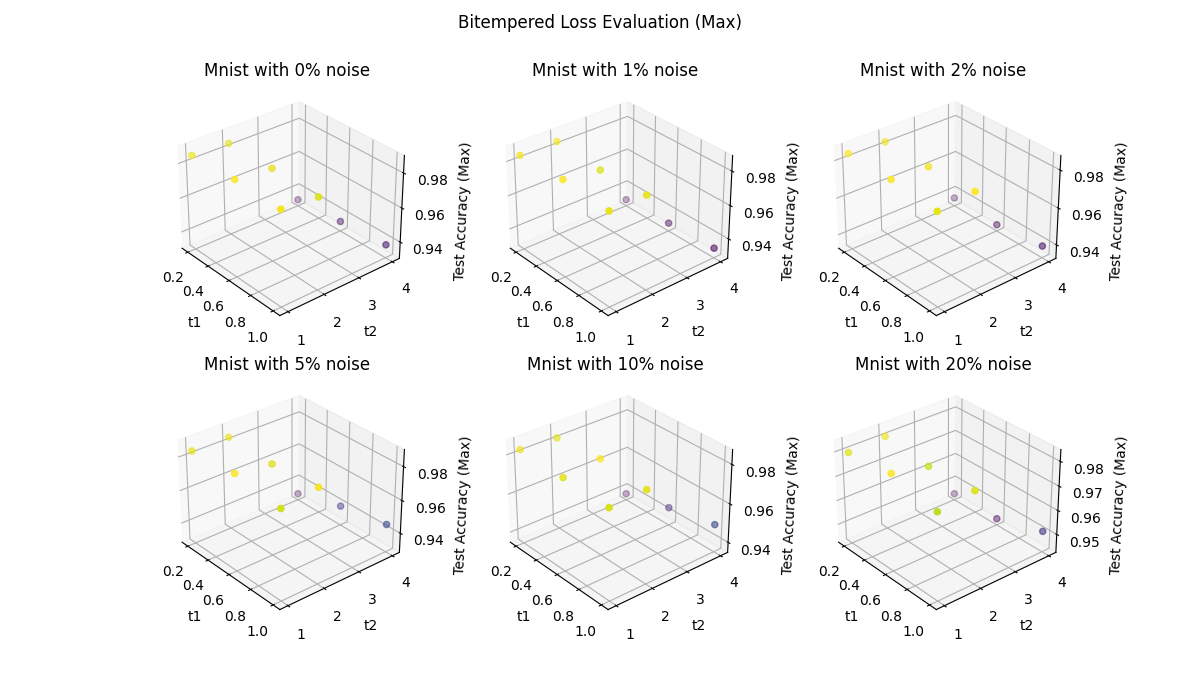 Bitempered Loss Evaluation (Max)
Mnist with 0% noise
0.98
0.96
0.94
Test Accuracy (Max)
0.2
0.4
0.6
0.8
1.0
t1
1
2
3
4
t2
Mnist with 1% noise
0.98
0.96
0.94
Test Accuracy (Max)
0.2
0.4
0.6
0.8
1.0
t1
1
2
3
4
t2
Mnist with 2% noise
0.98
0.96
0.94
Test Accuracy (Max)
0.2
0.4
0.6
0.8
1.0
t1
1
2
3
4
t2
Mnist with 5% noise
0.98
0.96
0.94
Test Accuracy (Max)
0.2
0.4
0.6
0.8
1.0
t1
1
2
3
4
t2
Mnist with 10% noise
0.98
0.96
0.94
Test Accuracy (Max)
0.2
0.4
0.6
0.8
1.0
t1
1
2
3
4
t2
Mnist with 20% noise
0.98
0.97
0.96
0.95
Test Accuracy (Max)
0.2
0.4
0.6
0.8
1.0
t1
1
2
3
4
t2